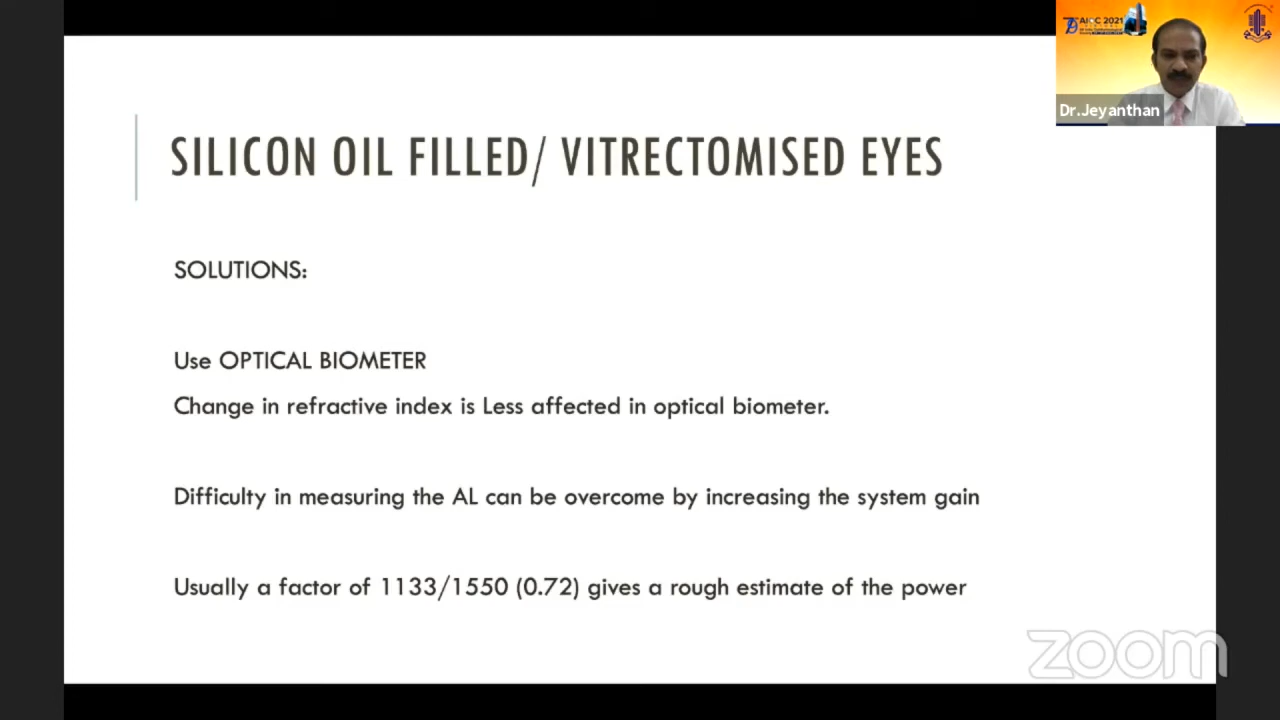 AIOC 2021
Dr.Jeyanthan
SILICON OIL FILLED/ VITRECTOMISED EYES
SOLUTIONS:
Use OPTICAL BIOMETER
Change in refractive index is Less affected in optical biometer.
Difficulty in measuring the AL can be overcome by increasing the system gain
Usually a factor of 1133/1550 (0.72) gives a rough estimate of the power
zoom